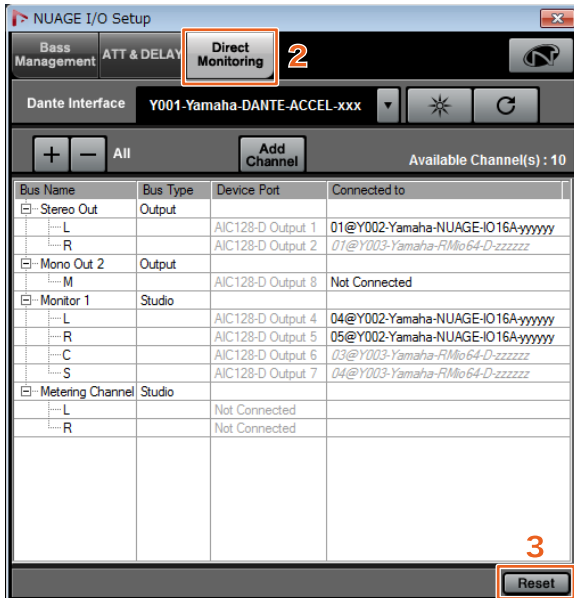 NUAGE I/O Setup
Bass Management ATT & DELAY Direct Monitoring 2
Dante Interface Y001-Yamaha-DANTE-ACCEL-xxx
+ − All Add Channel Available Channel(s) : 10
Bus Name Bus Type Device Port Connected to
Stereo Out Output
L AIC128-D Output 1 01@Y002-Yamaha-NUAGE-IO16A-yyyyyy
R AIC128-D Output 2 01@Y003-Yamaha-RMio64-D-zzzzzz
Mono Out 2 Output
M AIC128-D Output 8 Not Connected
Monitor 1 Studio
L AIC128-D Output 4 04@Y002-Yamaha-NUAGE-IO16A-yyyyyy
R AIC128-D Output 5 05@Y002-Yamaha-NUAGE-IO16A-yyyyyy
C AIC128-D Output 6 03@Y003-Yamaha-RMio64-D-zzzzzz
S AIC128-D Output 7 04@Y003-Yamaha-RMio64-D-zzzzzz
Metering Channel Studio
L Not Connected
R Not Connected
3
Reset